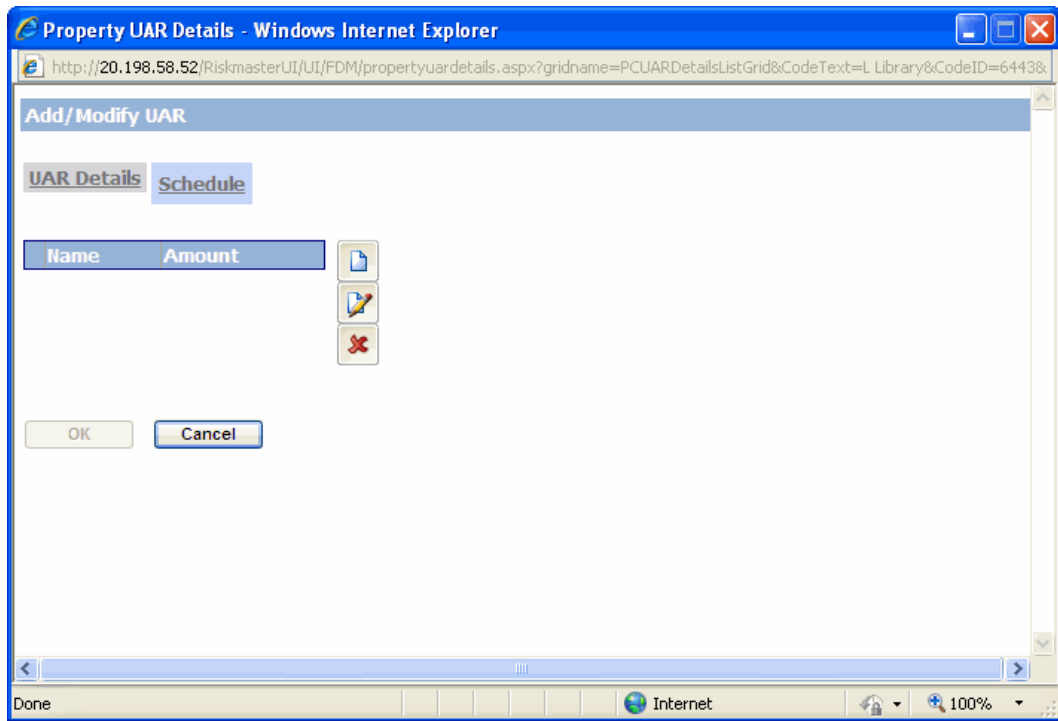 Property UAR Details - Windows Internet Explorer
http://20.198.58.52/RiskmasterUI/UI/FDM/propertyuardetails.aspx?gridname=PCUARDetailsListGrid&CodeText=L Library&CodeID=6443&
Add/Modify UAR
UAR Details Schedule
Name Amount
OK Cancel
Done Internet 100%